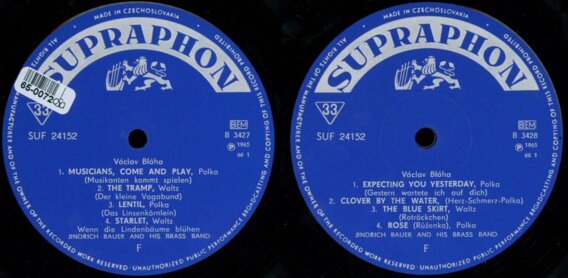 MADE IN CZECHOSLOVAKIA
ALL RIGHTS OF THE MANUFACTURER AND OF THE OWNER OF THE RECORDED WORK RESERVED · UNAUTHORIZED PUBLIC PERFORMANCE BROADCASTING AND COPYING OF THIS RECORD PROHIBITED
SUPRAPHON
33
SUF 24152
BIEM
B 3427
Ⓟ 1965
66 1
Václav Bláha
1. MUSICIANS, COME AND PLAY, Polka
(Musikanten kommt spielen)
2. THE TRAMP, Waltz
(Der kleine Vagabund)
3. LENTIL, Polka
(Das Linsenkörnlein)
4. STARLET, Waltz
Wenn die Lindenbäume blühen
JINDRICH BAUER AND HIS BRASS BAND
F
MADE IN CZECHOSLOVAKIA
ALL RIGHTS OF THE MANUFACTURER AND OF THE OWNER OF THE RECORDED WORK RESERVED · UNAUTHORIZED PUBLIC PERFORMANCE BROADCASTING AND COPYING OF THIS RECORD PROHIBITED
SUPRAPHON
33
SUF 24152
BIEM
B 3428
Ⓟ 1965
66 1
Václav Bláha
1. EXPECTING YOU YESTERDAY, Polka
(Gestern wartete ich auf dich)
2. CLOVER BY THE WATER, (Herz-Schmerz-Polka)
3. THE BLUE SKIRT, Waltz
(Rotröckchen)
4. ROSE (Růženka), Polka
JINDRICH BAUER AND HIS BRASS BAND
F